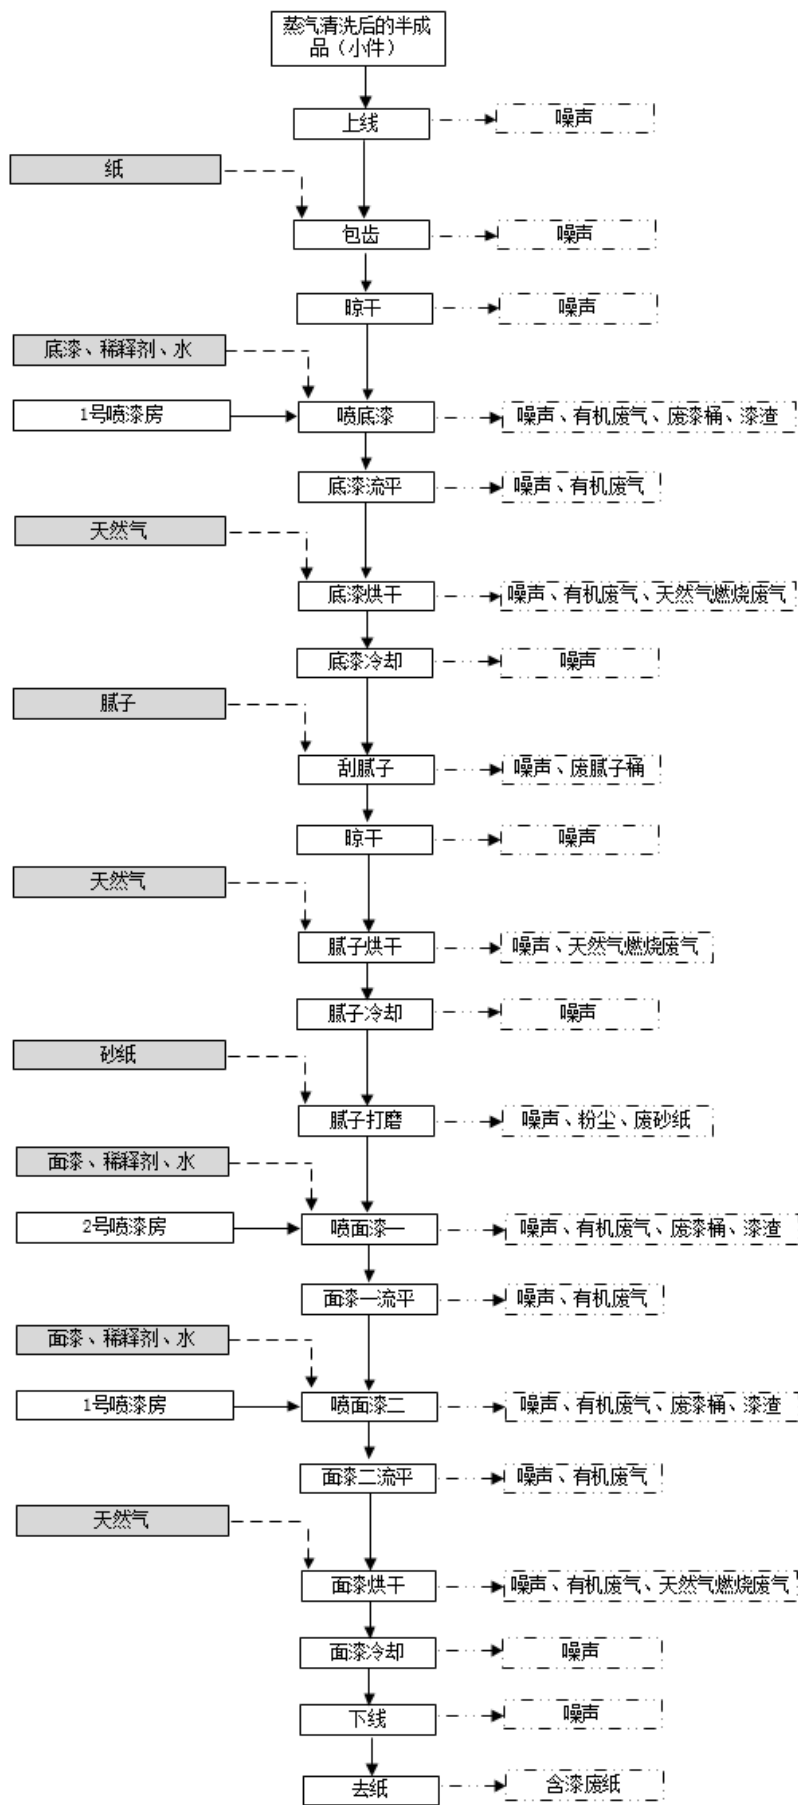 蒸汽清洗后的半成
品（小件）
上线
噪声
纸
包齿
噪声
晾干
噪声
底漆、稀释剂、水
1号喷漆房
喷底漆
噪声、有机废气、废漆桶、漆渣
底漆流平
噪声、有机废气
天然气
底漆烘干
噪声、有机废气、天然气燃烧废气
底漆冷却
噪声
腻子
刮腻子
噪声、废腻子桶
晾干
噪声
天然气
腻子烘干
噪声、天然气燃烧废气
腻子冷却
噪声
砂纸
腻子打磨
噪声、粉尘、废砂纸
面漆、稀释剂、水
2号喷漆房
喷面漆一
噪声、有机废气、废漆桶、漆渣
面漆一流平
噪声、有机废气
面漆、稀释剂、水
1号喷漆房
喷面漆二
噪声、有机废气、废漆桶、漆渣
面漆二流平
噪声、有机废气
天然气
面漆烘干
噪声、有机废气、天然气燃烧废气
面漆冷却
噪声
下线
噪声
去纸
含漆废纸